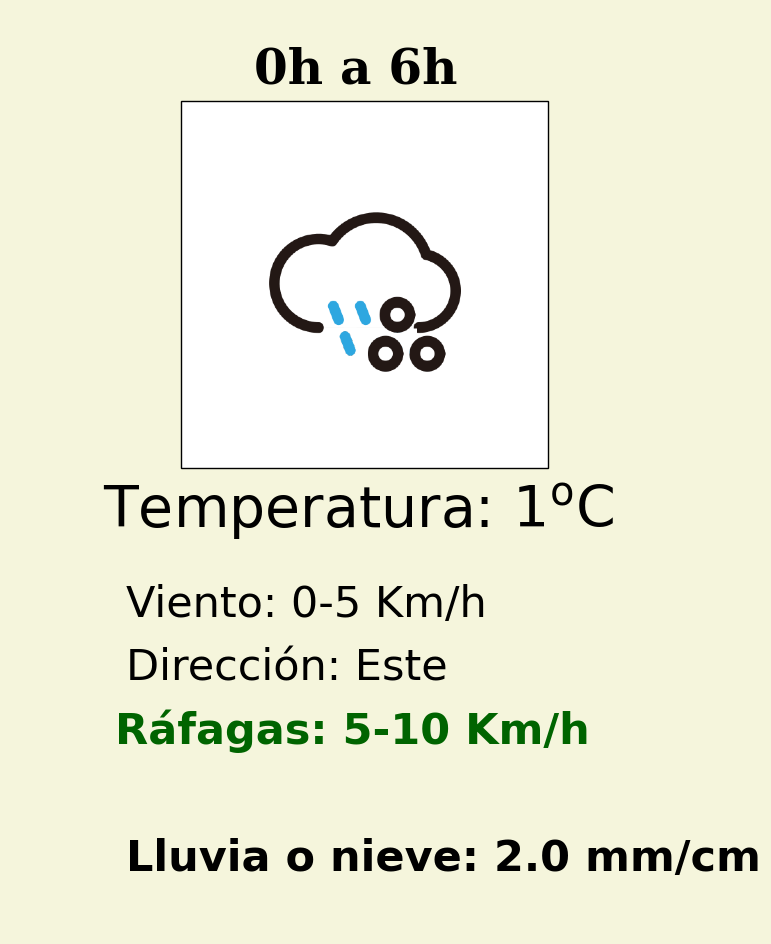 0h a 6h
Temperatura: 1ºC
Viento: 0-5 Km/h
Dirección: Este
Ráfagas: 5-10 Km/h
Lluvia o nieve: 2.0 mm/cm